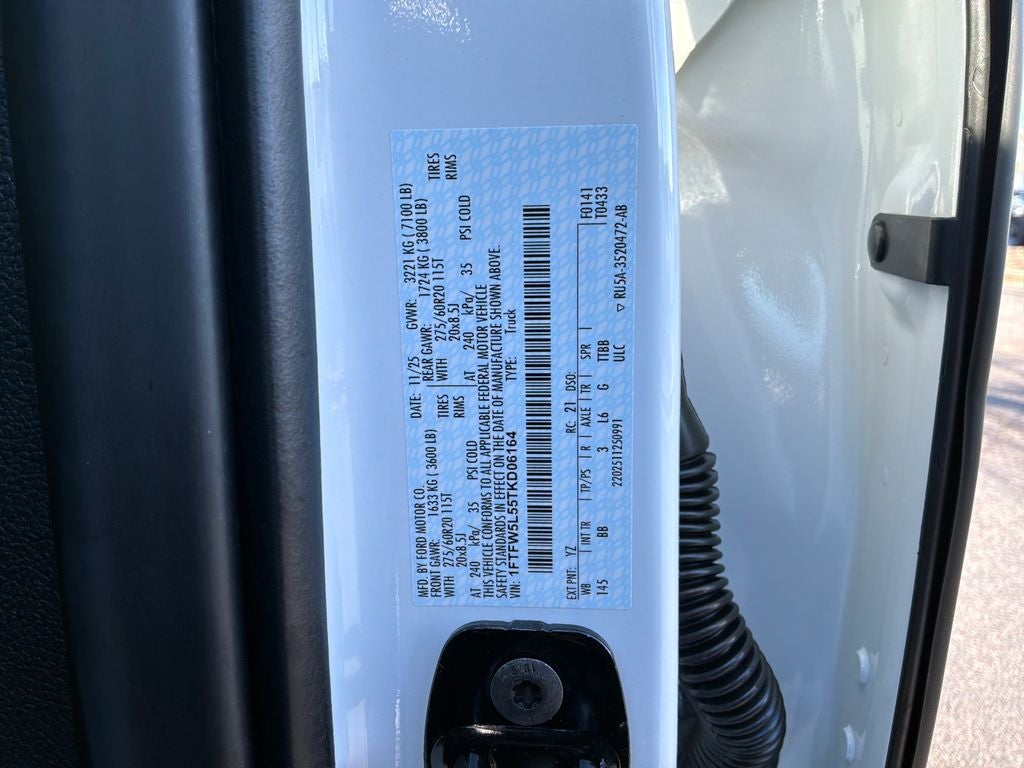 MFD. BY FORD MOTOR CO. DATE: 11/25 GVWR: 3221 KG ( 7100 LB)
FRONT GAWR: 1633 KG ( 3600 LB) REAR GAWR: 1724 KG ( 3800 LB)
WITH 275/60R20 115T TIRES WITH 275/60R20 115T TIRES
20x8.5J RIMS 20x8.5J RIMS
AT 240 kPa/ 35 PSI COLD AT 240 kPa/ 35 PSI COLD
THIS VEHICLE CONFORMS TO ALL APPLICABLE FEDERAL MOTOR VEHICLE
SAFETY STANDARDS IN EFFECT ON THE DATE OF MANUFACTURE SHOWN ABOVE.
VIN: 1FTFW5L55TKD06164 TYPE: Truck
EXT PNT: YZ RC: 21 DSO: F0141
WB | INT TR | TP/PS | R | AXLE | TR | SPR | T0433
145 BB 3 L6 G TTBB
2202511250991 ULC ▽ RU5A-3520472-AB